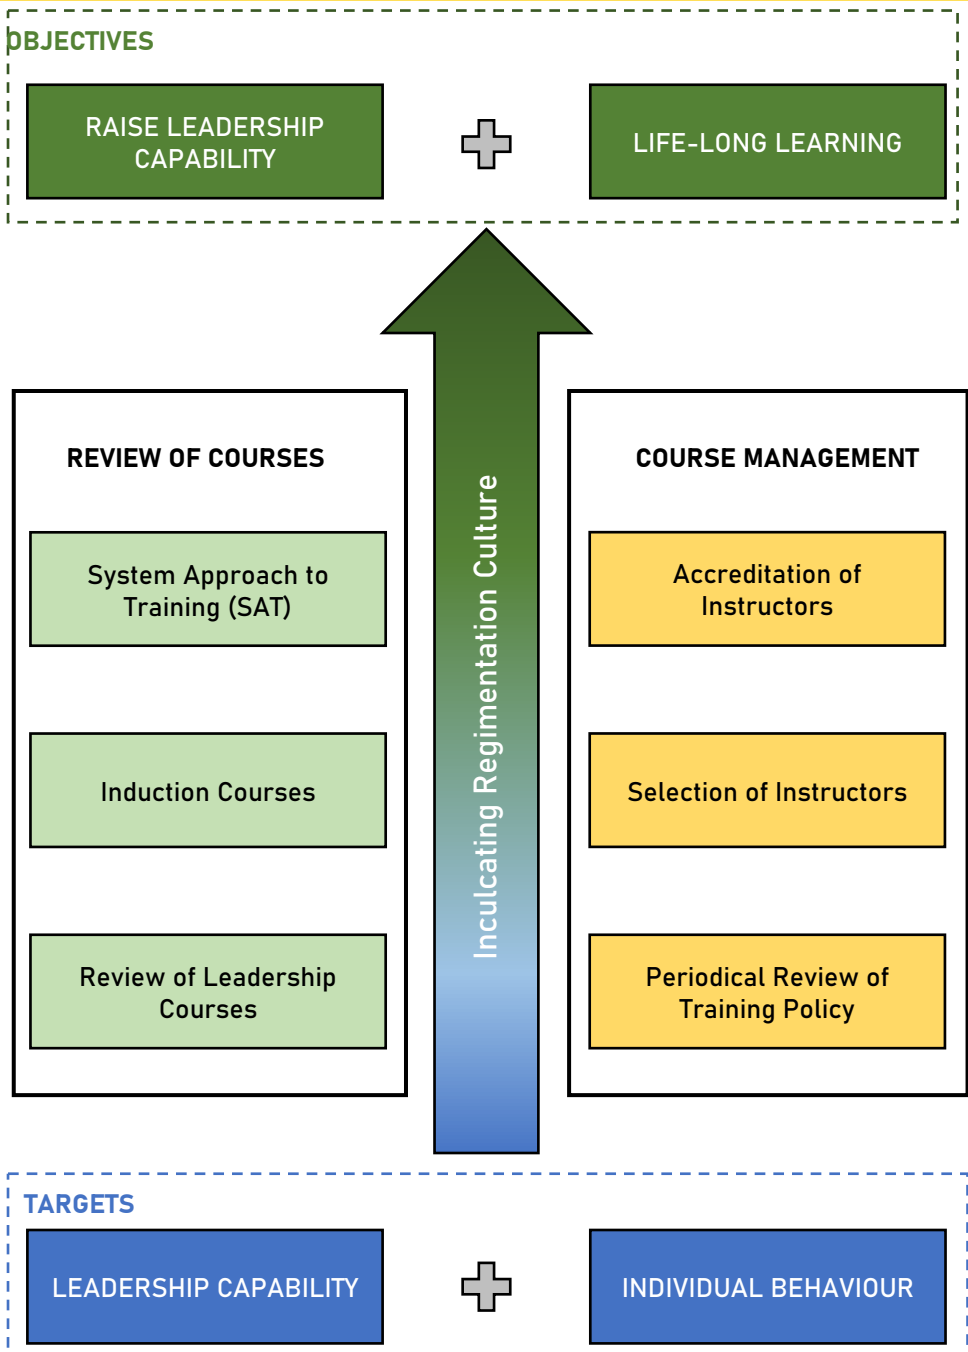 OBJECTIVES
RAISE LEADERSHIP
CAPABILITY
LIFE-LONG LEARNING
REVIEW OF COURSES
System Approach to
Training (SAT)
Induction Courses
Review of Leadership
Courses
Inculcating Regimentation Culture
COURSE MANAGEMENT
Accreditation of
Instructors
Selection of Instructors
Periodical Review of
Training Policy
TARGETS
LEADERSHIP CAPABILITY
INDIVIDUAL BEHAVIOUR